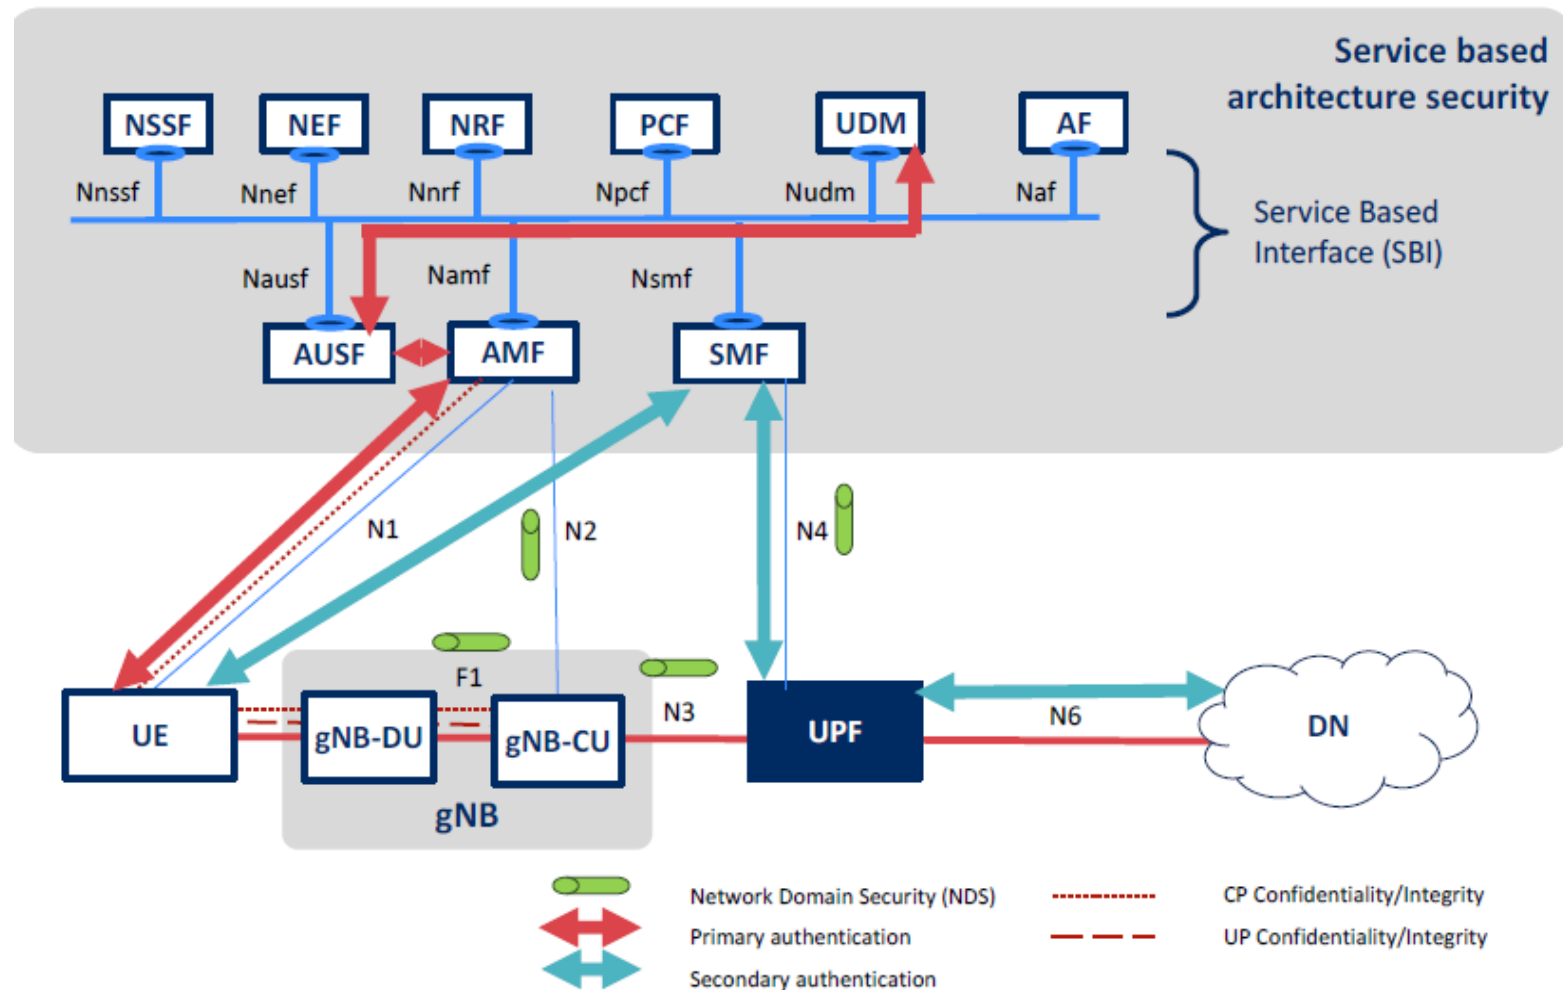 Service based
architecture security
NSSF
NEF
NRF
PCF
UDM
AF
Nnssf
Nnef
Nnrf
Npcf
Nudm
Naf
Service Based
Interface (SBI)
Nausf
Namf
Nsmf
AUSF
AMF
SMF
N1
N2
N4
F1
N3
N6
UE
gNB-DU
gNB-CU
UPF
DN
gNB
Network Domain Security (NDS)
CP Confidentiality/Integrity
Primary authentication
UP Confidentiality/Integrity
Secondary authentication